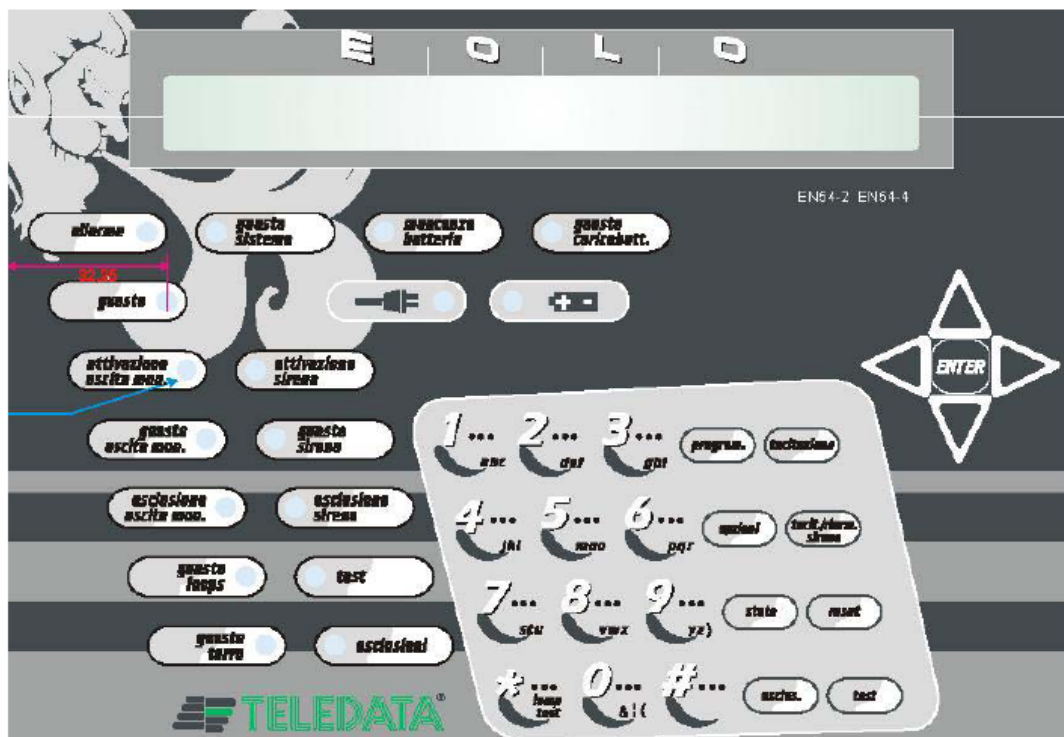 E O L O
EN54-2 EN54-4
allarme
guasto
sistema
mancanza
batteria
guasto
caricabatt.
92,25
guasto
+ -
attivazione
uscita mon.
attivazione
sirena
ENTER
guasto
uscita mon.
guasto
sirena
esclusione
uscita mon.
esclusione
sirena
guasto
loops
test
guasto
terra
esclusioni
1... abc
2... def
3... ghi
program.
tacitazione
4... jkl
5... mno
6... pqr
opzioni
tacit./riarm.
sirena
7... stu
8... vwx
9... yz)
stato
reset
*... lamp
test
0... &!(
#...
esclus.
test
TELEDATA®